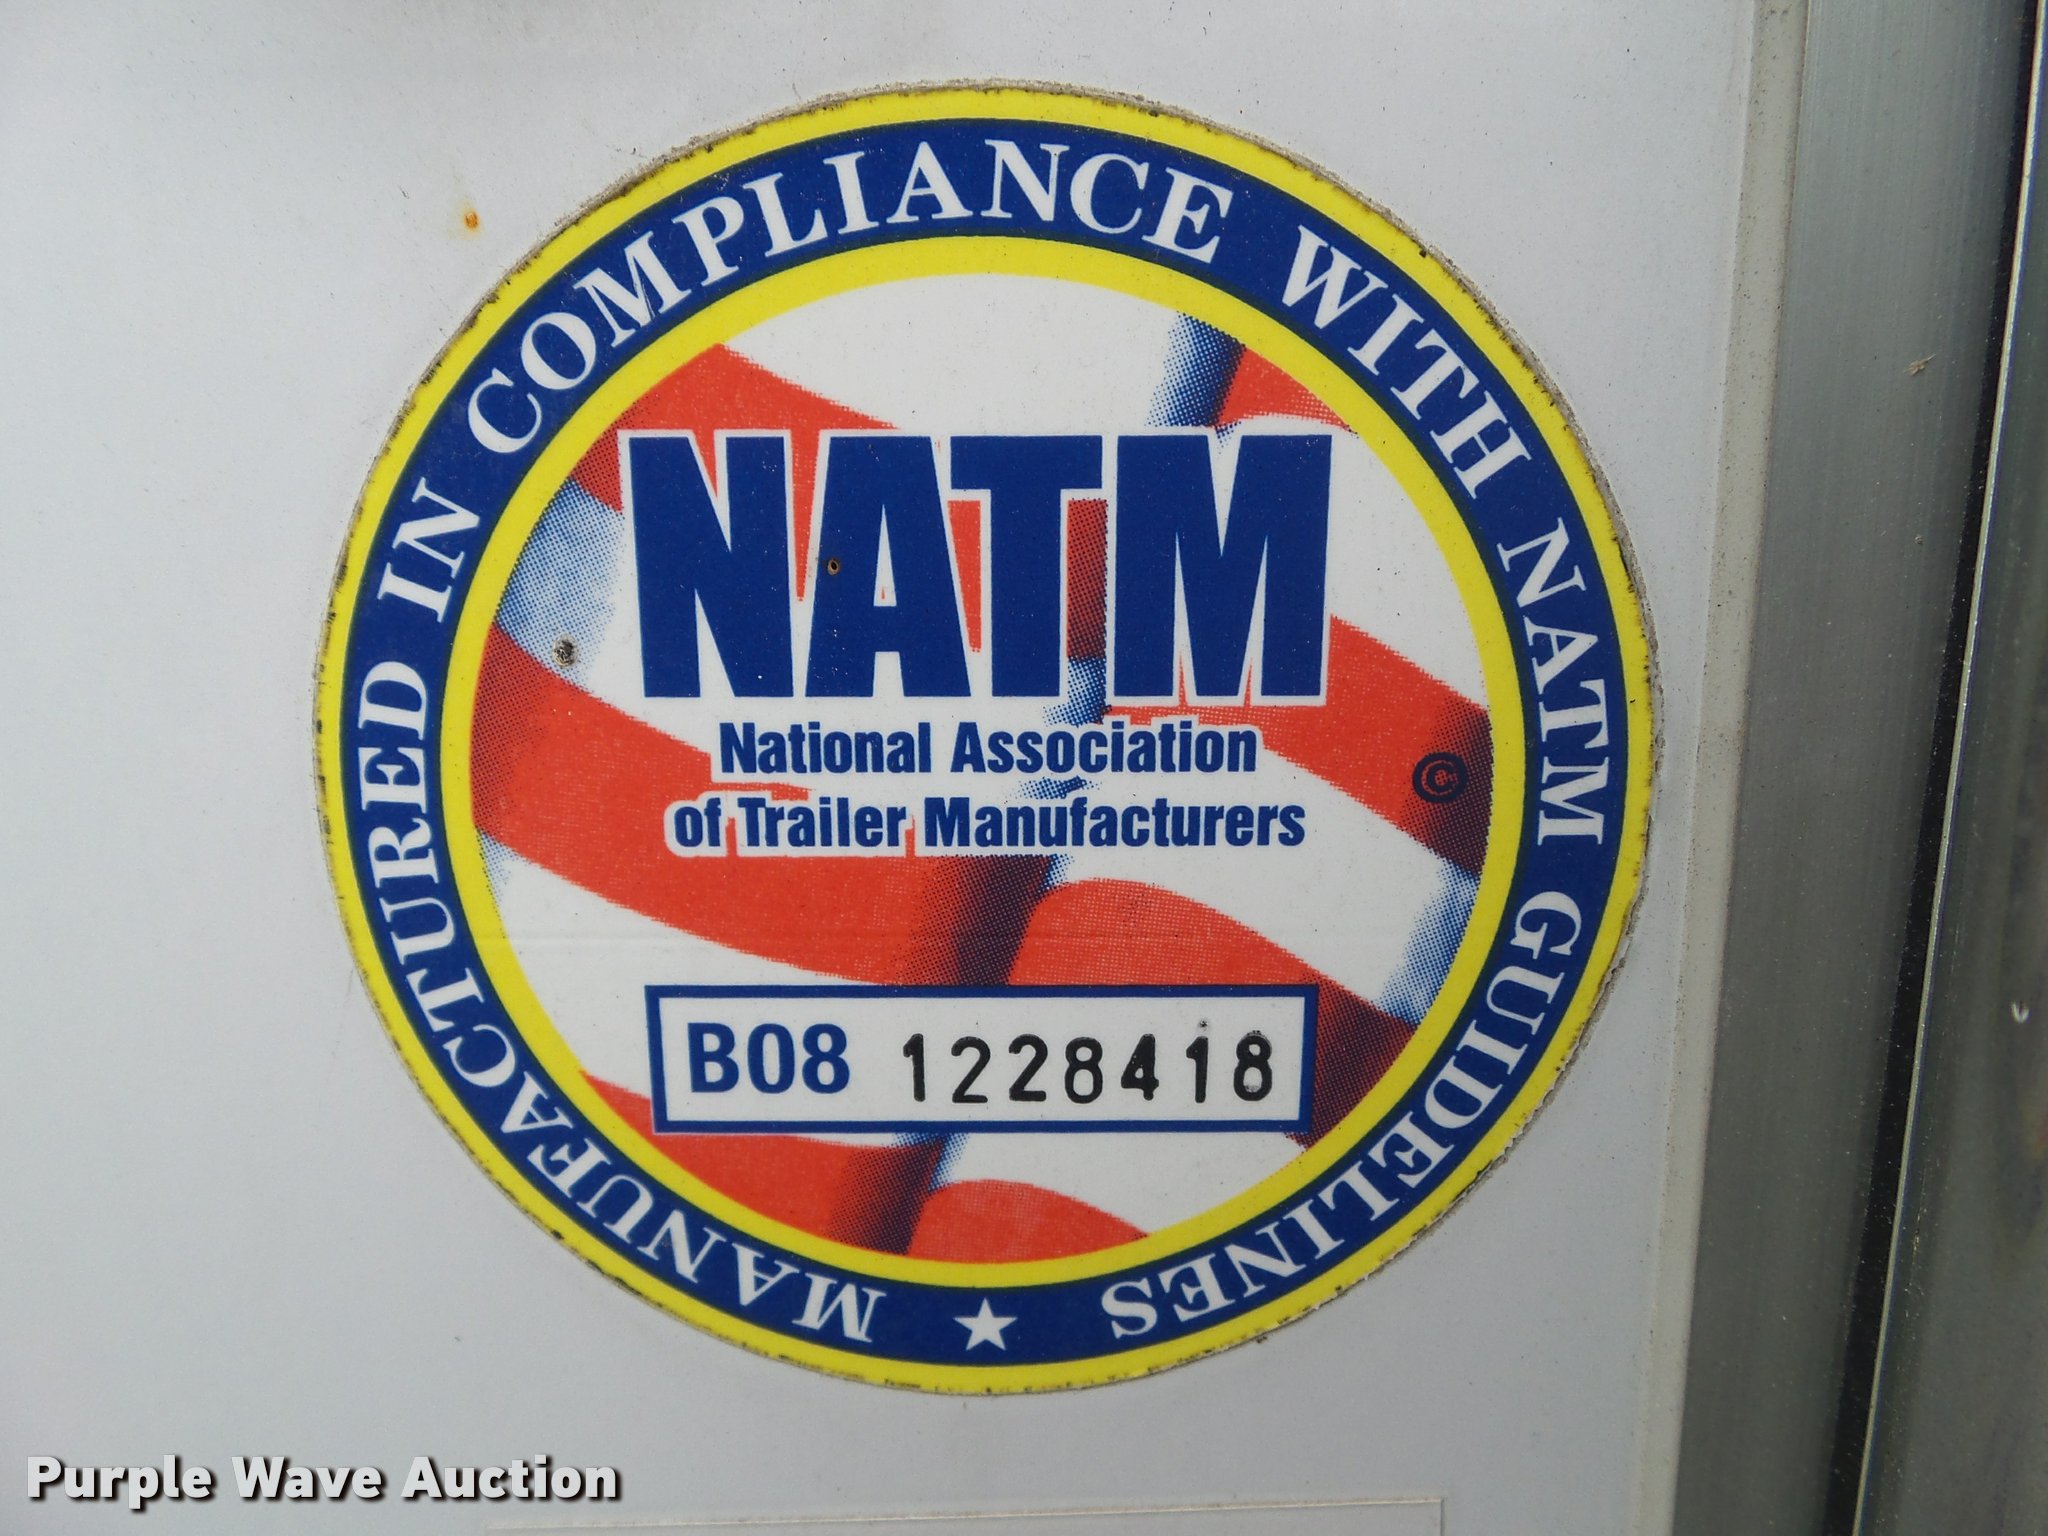 MANUFACTURED IN COMPLIANCE WITH NATM GUIDELINES
NATM
National Association
of Trailer Manufacturers
©
B08 1228418
Purple Wave Auction